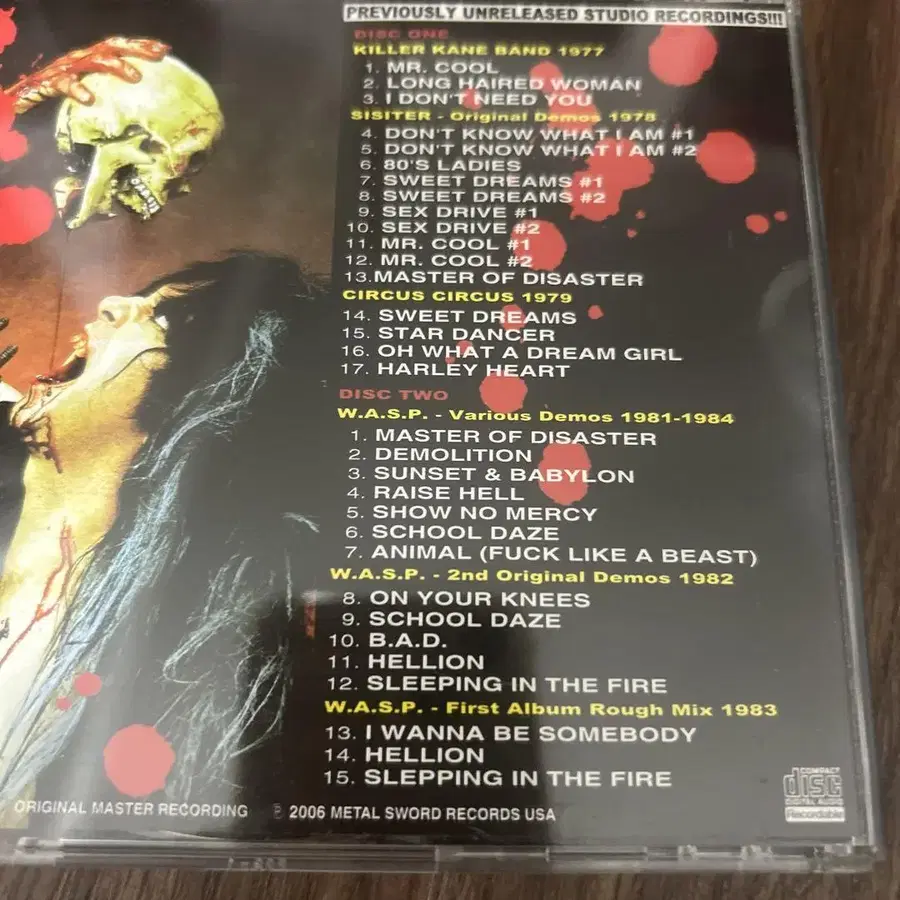 PREVIOUSLY UNRELEASED STUDIO RECORDINGS!!!
DISC ONE
KILLER KANE BAND 1977
1. MR. COOL
2. LONG HAIRED WOMAN
3. I DON'T NEED YOU
SISITER - Original Demos 1978
4. DON'T KNOW WHAT I AM #1
5. DON'T KNOW WHAT I AM #2
6. 80'S LADIES
7. SWEET DREAMS #1
8. SWEET DREAMS #2
9. SEX DRIVE #1
10. SEX DRIVE #2
11. MR. COOL #1
12. MR. COOL #2
13.MASTER OF DISASTER
CIRCUS CIRCUS 1979
14. SWEET DREAMS
15. STAR DANCER
16. OH WHAT A DREAM GIRL
17. HARLEY HEART
DISC TWO
W.A.S.P. - Various Demos 1981-1984
1. MASTER OF DISASTER
2. DEMOLITION
3. SUNSET & BABYLON
4. RAISE HELL
5. SHOW NO MERCY
6. SCHOOL DAZE
7. ANIMAL (FUCK LIKE A BEAST)
W.A.S.P. - 2nd Original Demos 1982
8. ON YOUR KNEES
9. SCHOOL DAZE
10. B.A.D.
11. HELLION
12. SLEEPING IN THE FIRE
W.A.S.P. - First Album Rough Mix 1983
13. I WANNA BE SOMEBODY
14. HELLION
15. SLEPPING IN THE FIRE
COMPACT
disc
DIGITAL AUDIO
Recordable
ORIGINAL MASTER RECORDING ℗ 2006 METAL SWORD RECORDS USA